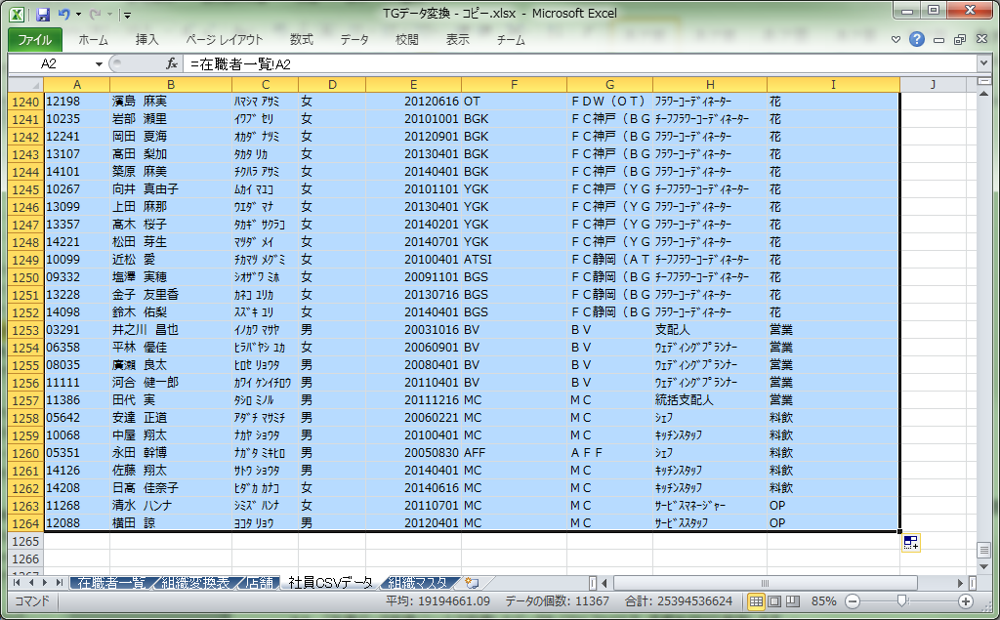 TGデータ変換 - コピー.xlsx - Microsoft Excel
ファイル ホーム 挿入 ページ レイアウト 数式 データ 校閲 表示 チーム
A2 fx =在職者一覧!A2
A B C D E F G H I J
1240 12198 濱島 麻実 ﾊﾏｼﾏ ｱｻﾐ 女 20120616 OT ＦＤＷ（ＯＴ） ﾌﾗﾜｰｺｰﾃﾞｨﾈｰﾀｰ 花
1241 10235 岩部 瀬里 ｲﾜﾌﾞ ｾﾘ 女 20101001 BGK ＦＣ神戸（ＢＧ ﾁｰﾌﾌﾗﾜｰｺｰﾃﾞｨﾈｰﾀｰ 花
1242 12241 岡田 夏海 ｵｶﾀﾞ ﾅﾂﾐ 女 20120901 BGK ＦＣ神戸（ＢＧ ﾌﾗﾜｰｺｰﾃﾞｨﾈｰﾀｰ 花
1243 13107 高田 梨加 ﾀｶﾀ ﾘｶ 女 20130401 BGK ＦＣ神戸（ＢＧ ﾌﾗﾜｰｺｰﾃﾞｨﾈｰﾀｰ 花
1244 14101 築原 麻美 ﾁｸﾊﾗ ｱｻﾐ 女 20140401 BGK ＦＣ神戸（ＢＧ ﾌﾗﾜｰｺｰﾃﾞｨﾈｰﾀｰ 花
1245 10267 向井 真由子 ﾑｶｲ ﾏﾕｺ 女 20101101 YGK ＦＣ神戸（ＹＧ ﾁｰﾌﾌﾗﾜｰｺｰﾃﾞｨﾈｰﾀｰ 花
1246 13099 上田 麻那 ｳｴﾀﾞ ﾏﾅ 女 20130401 YGK ＦＣ神戸（ＹＧ ﾌﾗﾜｰｺｰﾃﾞｨﾈｰﾀｰ 花
1247 13357 高木 桜子 ﾀｶｷﾞ ｻｸﾗｺ 女 20140201 YGK ＦＣ神戸（ＹＧ ﾌﾗﾜｰｺｰﾃﾞｨﾈｰﾀｰ 花
1248 14221 松田 芽生 ﾏﾂﾀﾞ ﾒｲ 女 20140701 YGK ＦＣ神戸（ＹＧ ﾌﾗﾜｰｺｰﾃﾞｨﾈｰﾀｰ 花
1249 10099 近松 愛 ﾁｶﾏﾂ ﾒｸﾞﾐ 女 20100401 ATSI ＦＣ静岡（ＡＴ ﾁｰﾌﾌﾗﾜｰｺｰﾃﾞｨﾈｰﾀｰ 花
1250 09332 塩澤 実穂 ｼｵｻﾞﾜ ﾐﾎ 女 20091101 BGS ＦＣ静岡（ＢＧ ﾁｰﾌﾌﾗﾜｰｺｰﾃﾞｨﾈｰﾀｰ 花
1251 13228 金子 友里香 ｶﾈｺ ﾕﾘｶ 女 20130716 BGS ＦＣ静岡（ＢＧ ﾌﾗﾜｰｺｰﾃﾞｨﾈｰﾀｰ 花
1252 14098 鈴木 佑梨 ｽｽﾞｷ ﾕﾘ 女 20140401 BGS ＦＣ静岡（ＢＧ ﾌﾗﾜｰｺｰﾃﾞｨﾈｰﾀｰ 花
1253 03291 井之川 昌也 ｲﾉｶﾜ ﾏｻﾔ 男 20031016 BV ＢＶ 支配人 営業
1254 06358 平林 優佳 ﾋﾗﾊﾞﾔｼ ﾕｶ 女 20060901 BV ＢＶ ｳｪﾃﾞｨﾝｸﾞﾌﾟﾗﾝﾅｰ 営業
1255 08035 廣瀬 良太 ﾋﾛｾ ﾘｮｳﾀ 男 20080401 BV ＢＶ ｳｪﾃﾞｨﾝｸﾞﾌﾟﾗﾝﾅｰ 営業
1256 11111 河合 健一郎 ｶﾜｲ ｹﾝｲﾁﾛｳ 男 20110401 BV ＢＶ ｳｪﾃﾞｨﾝｸﾞﾌﾟﾗﾝﾅｰ 営業
1257 11386 田代 実 ﾀｼﾛ ﾐﾉﾙ 男 20111216 MC ＭＣ 統括支配人 営業
1258 05642 安達 正道 ｱﾀﾞﾁ ﾏｻﾐﾁ 男 20060221 MC ＭＣ ｼｪﾌ 料飲
1259 10068 中屋 翔太 ﾅｶﾔ ｼｮｳﾀ 男 20100401 MC ＭＣ ｷｯﾁﾝｽﾀｯﾌ 料飲
1260 05351 永田 幹博 ﾅｶﾞﾀ ﾐｷﾋﾛ 男 20050830 AFF ＡＦＦ ｼｪﾌ 料飲
1261 14126 佐藤 翔太 ｻﾄｳ ｼｮｳﾀ 男 20140401 MC ＭＣ ｷｯﾁﾝｽﾀｯﾌ 料飲
1262 14208 日高 佳奈子 ﾋﾀﾞｶ ｶﾅｺ 女 20140616 MC ＭＣ ｷｯﾁﾝｽﾀｯﾌ 料飲
1263 11268 清水 ハンナ ｼﾐｽﾞ ﾊﾝﾅ 女 20110701 MC ＭＣ ｻｰﾋﾞｽﾏﾈｰｼﾞｬｰ OP
1264 12088 横田 諒 ﾖｺﾀ ﾘｮｳ 男 20120401 MC ＭＣ ｻｰﾋﾞｽｽﾀｯﾌ OP
1265
1266
在職者一覧 組織変換表 店舗 社員CSVデータ 組織マスタ
コマンド 平均: 19194661.09 データの個数: 11367 合計: 25394536624 85%